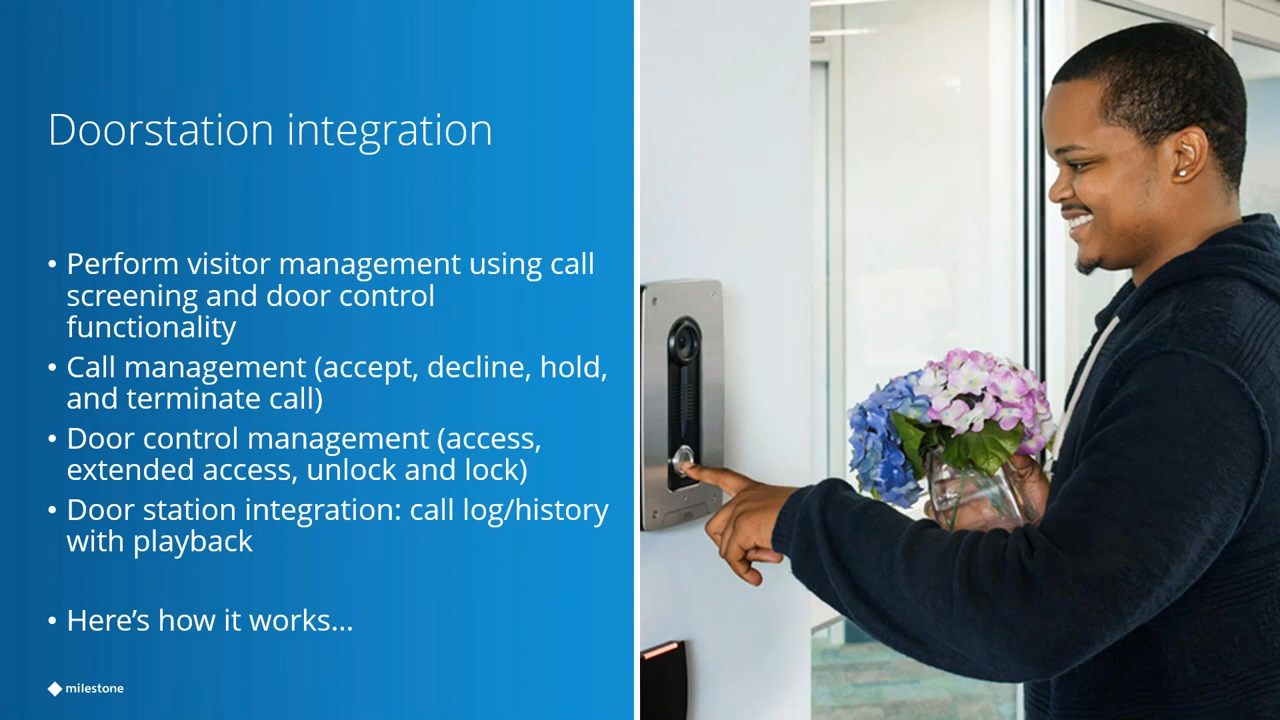 Doorstation integration
• Perform visitor management using call
screening and door control
functionality
• Call management (accept, decline, hold,
and terminate call)
• Door control management (access,
extended access, unlock and lock)
• Door station integration: call log/history
with playback
• Here’s how it works…
milestone